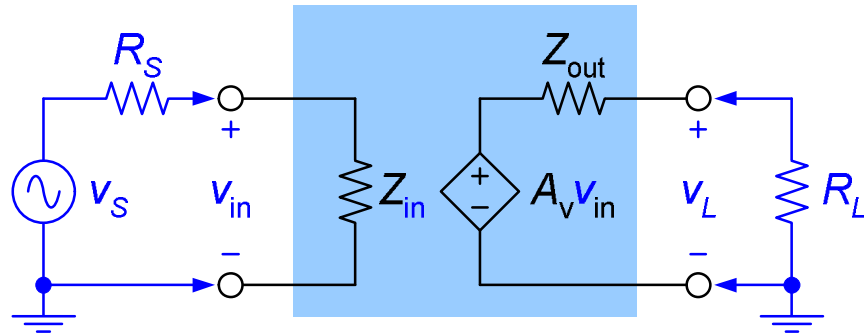 R_S
Z_out
+
+
+
v_S
v_in
Z_in
A_v v_in
v_L
R_L
−
−
−